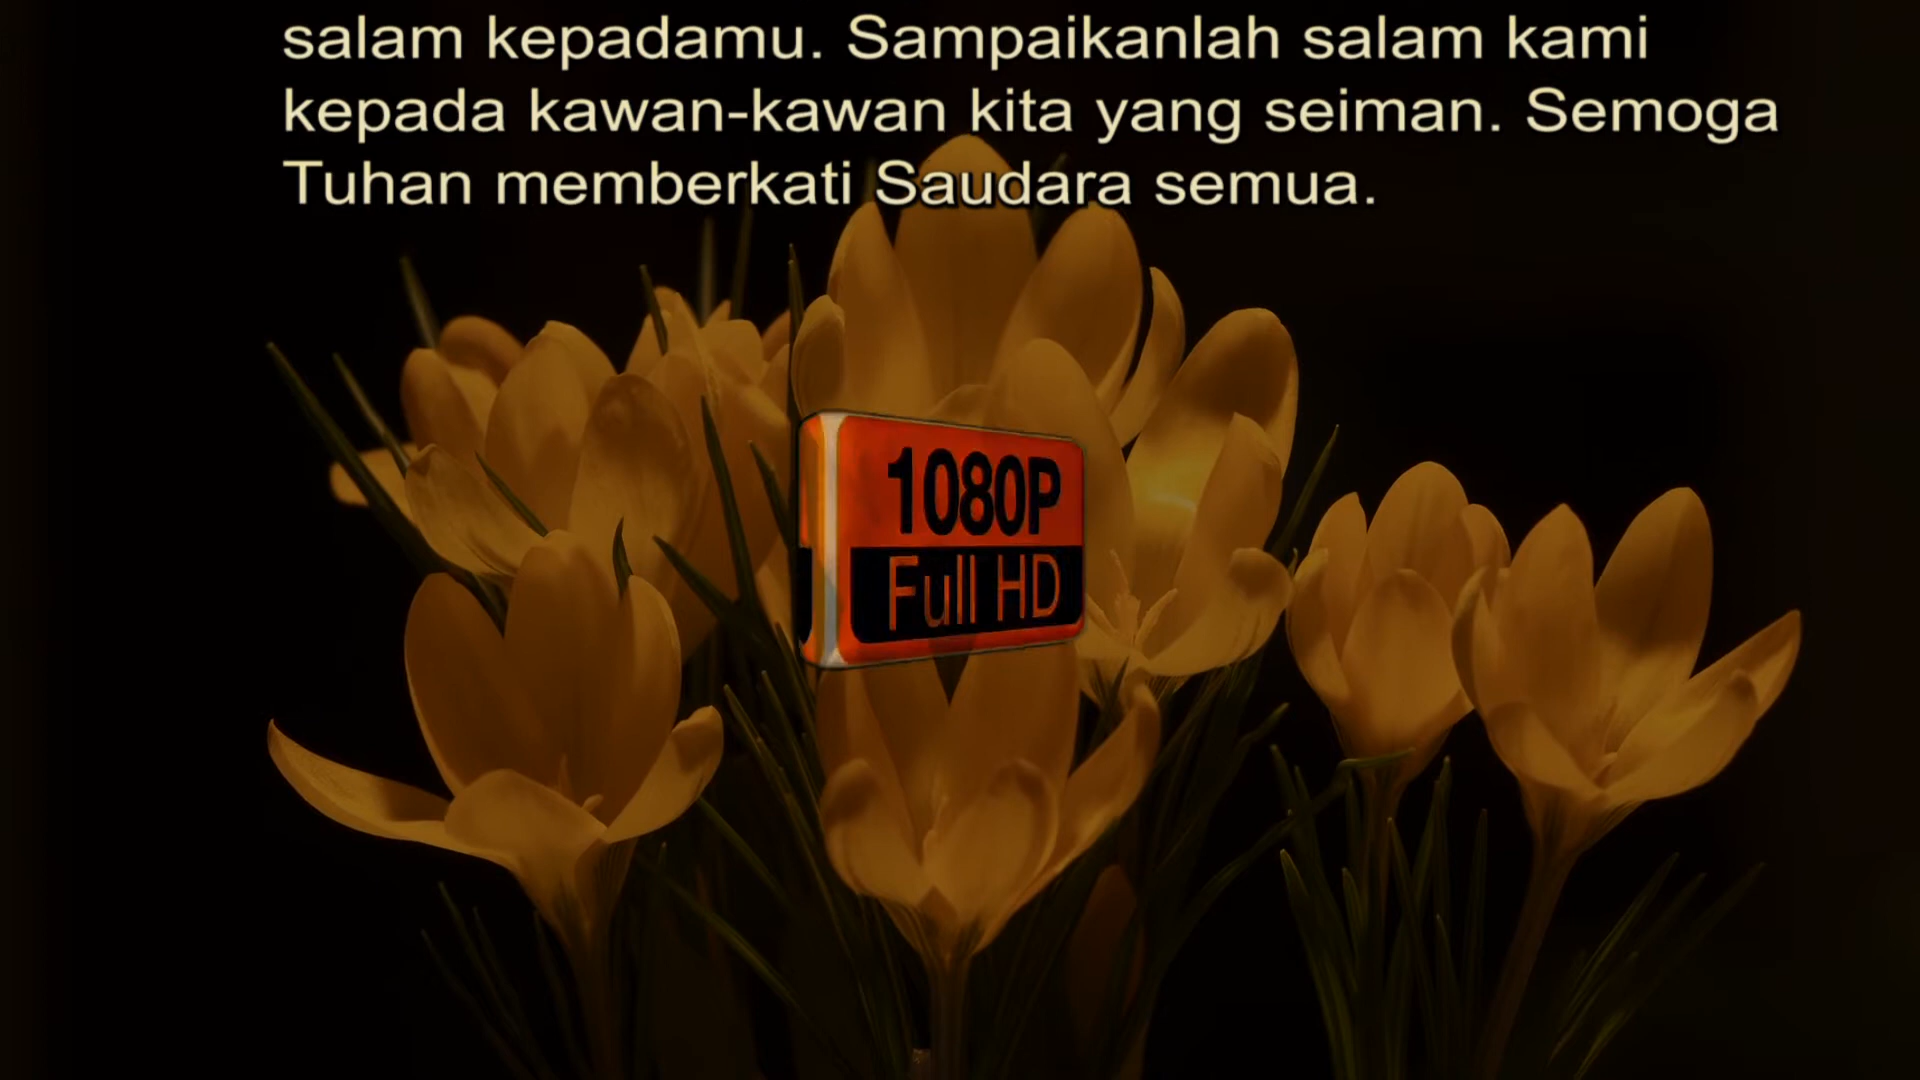 salam kepadamu. Sampaikanlah salam kami
kepada kawan-kawan kita yang seiman. Semoga
Tuhan memberkati Saudara semua.
1080P
Full HD